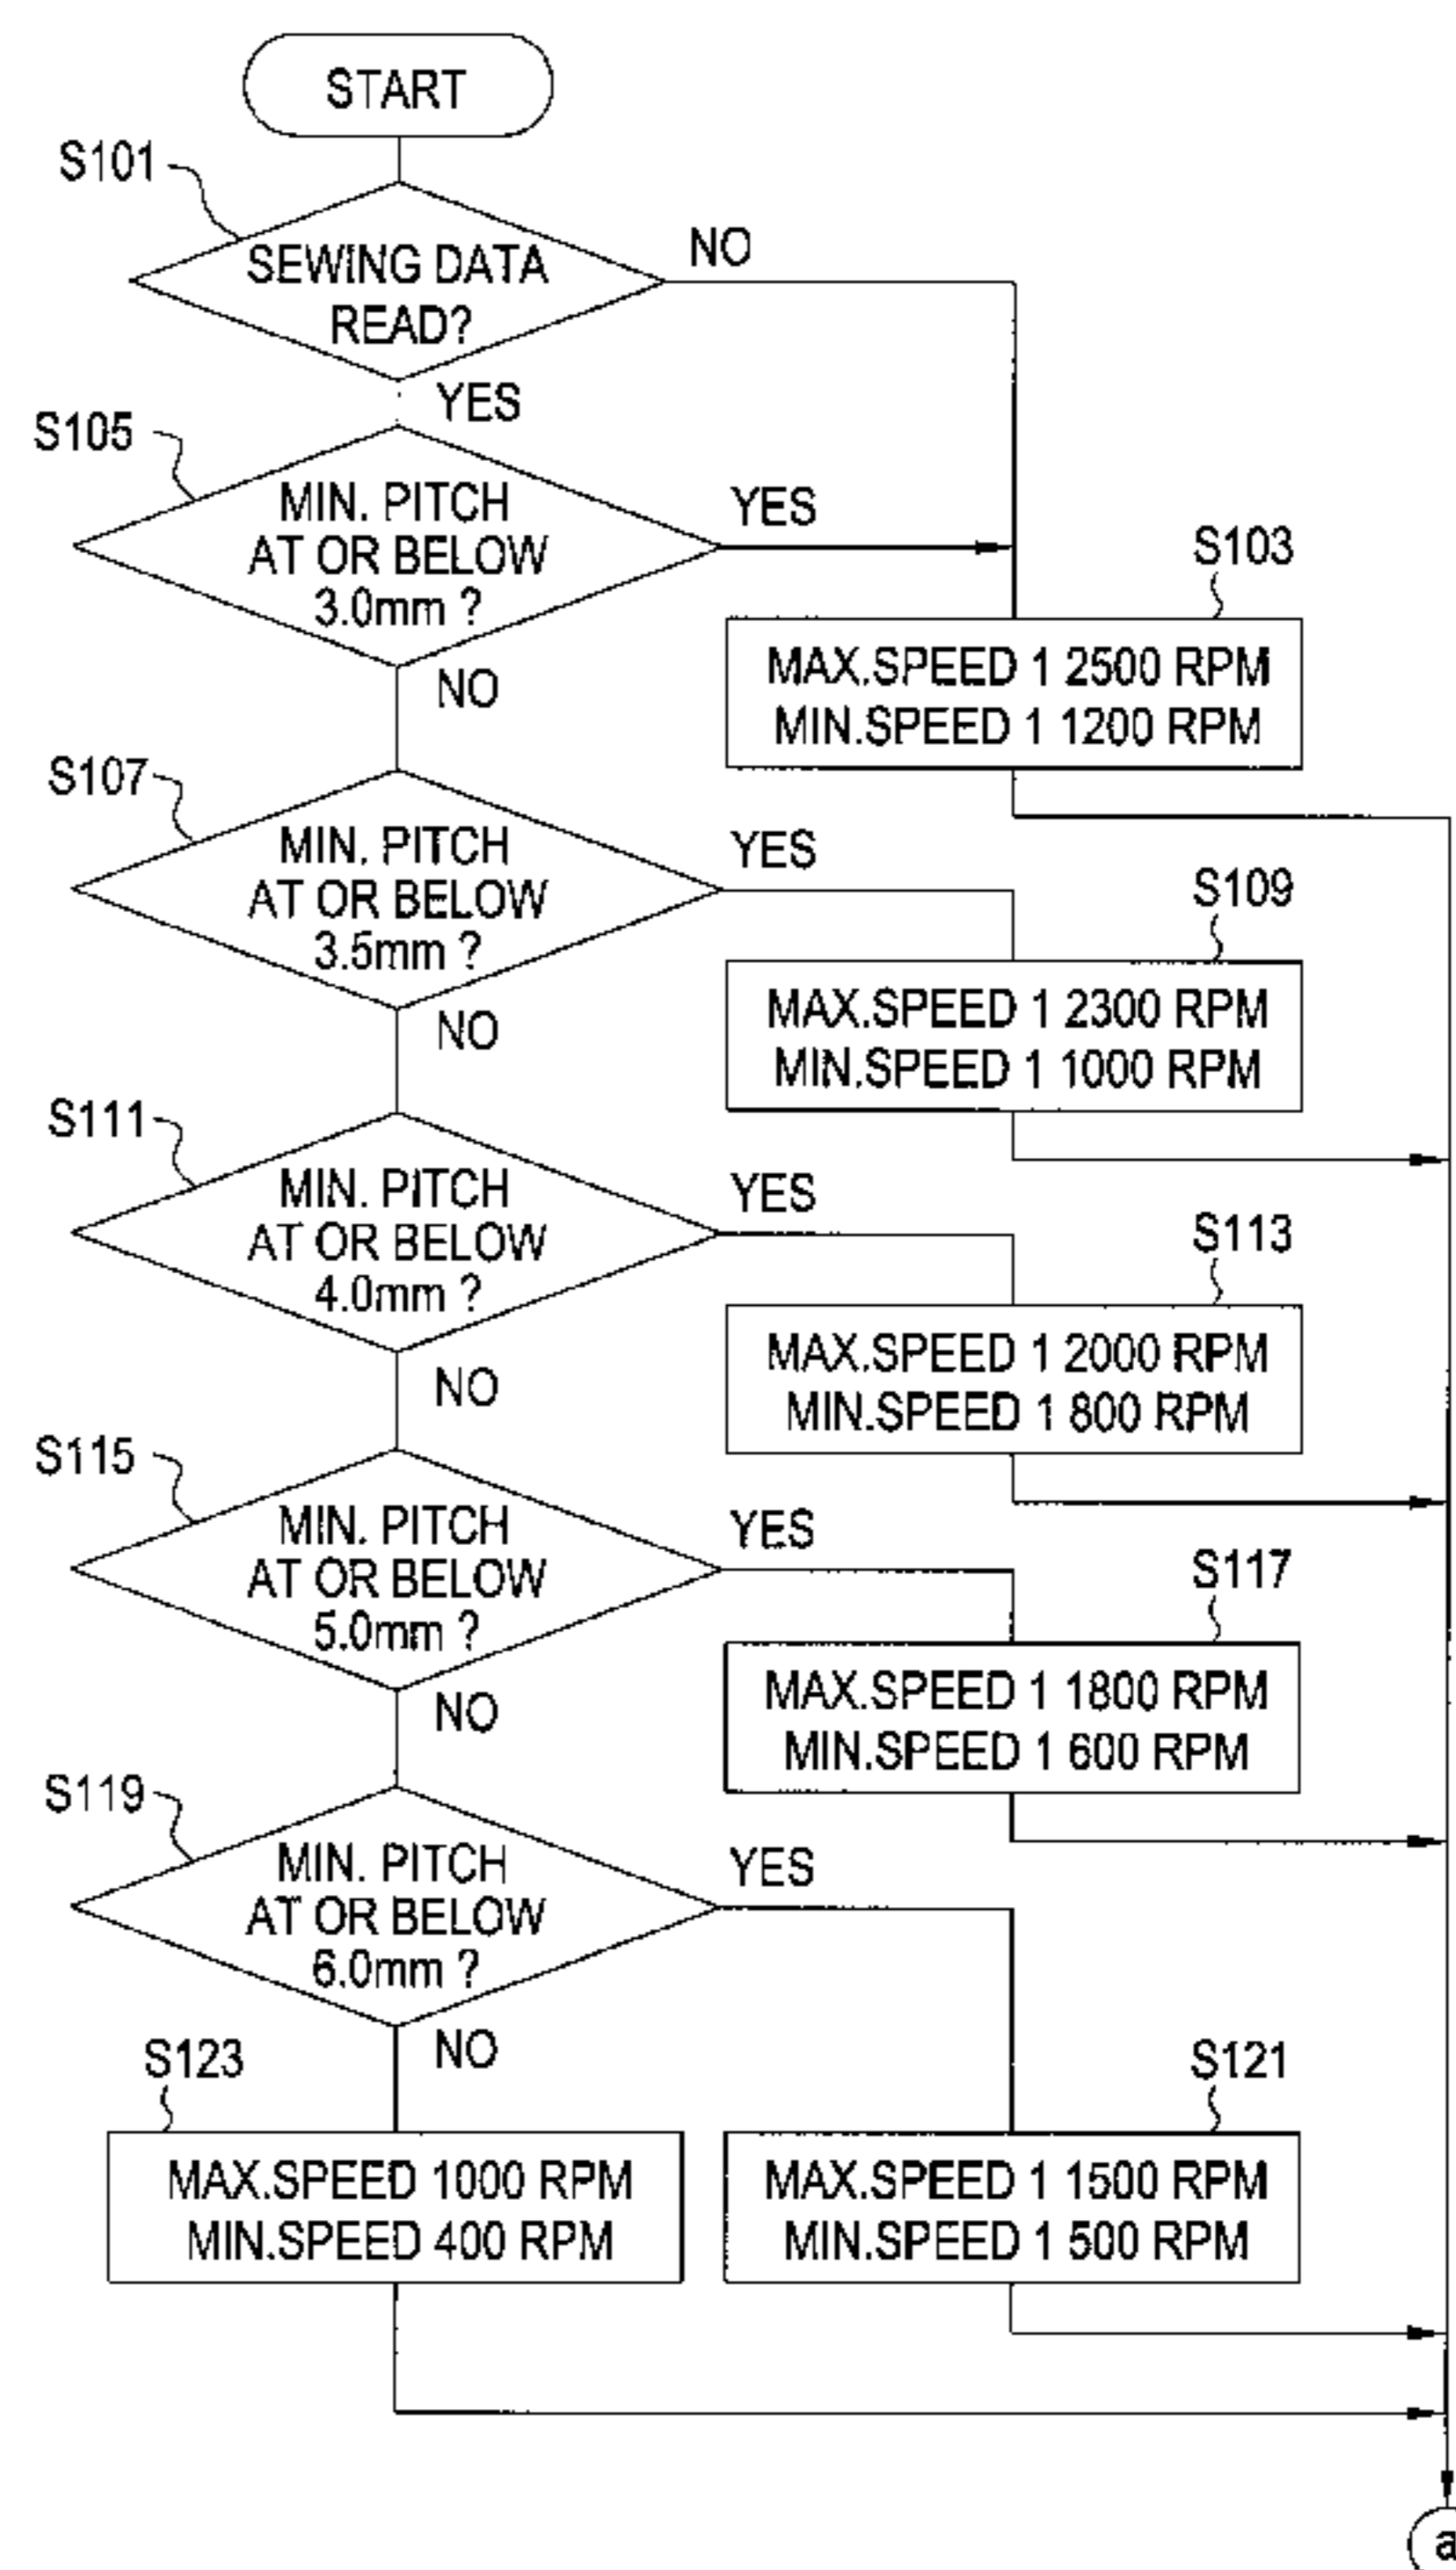 START
S101
SEWING DATA
READ?
NO
YES
S105
MIN. PITCH
AT OR BELOW
3.0mm ?
YES
NO
S103
MAX.SPEED 1 2500 RPM
MIN.SPEED 1 1200 RPM
S107
MIN. PITCH
AT OR BELOW
3.5mm ?
YES
NO
S109
MAX.SPEED 1 2300 RPM
MIN.SPEED 1 1000 RPM
S111
MIN. PITCH
AT OR BELOW
4.0mm ?
YES
NO
S113
MAX.SPEED 1 2000 RPM
MIN.SPEED 1 800 RPM
S115
MIN. PITCH
AT OR BELOW
5.0mm ?
YES
NO
S117
MAX.SPEED 1 1800 RPM
MIN.SPEED 1 600 RPM
S119
MIN. PITCH
AT OR BELOW
6.0mm ?
YES
NO
S123
MAX.SPEED 1000 RPM
MIN.SPEED 400 RPM
S121
MAX.SPEED 1 1500 RPM
MIN.SPEED 1 500 RPM
a